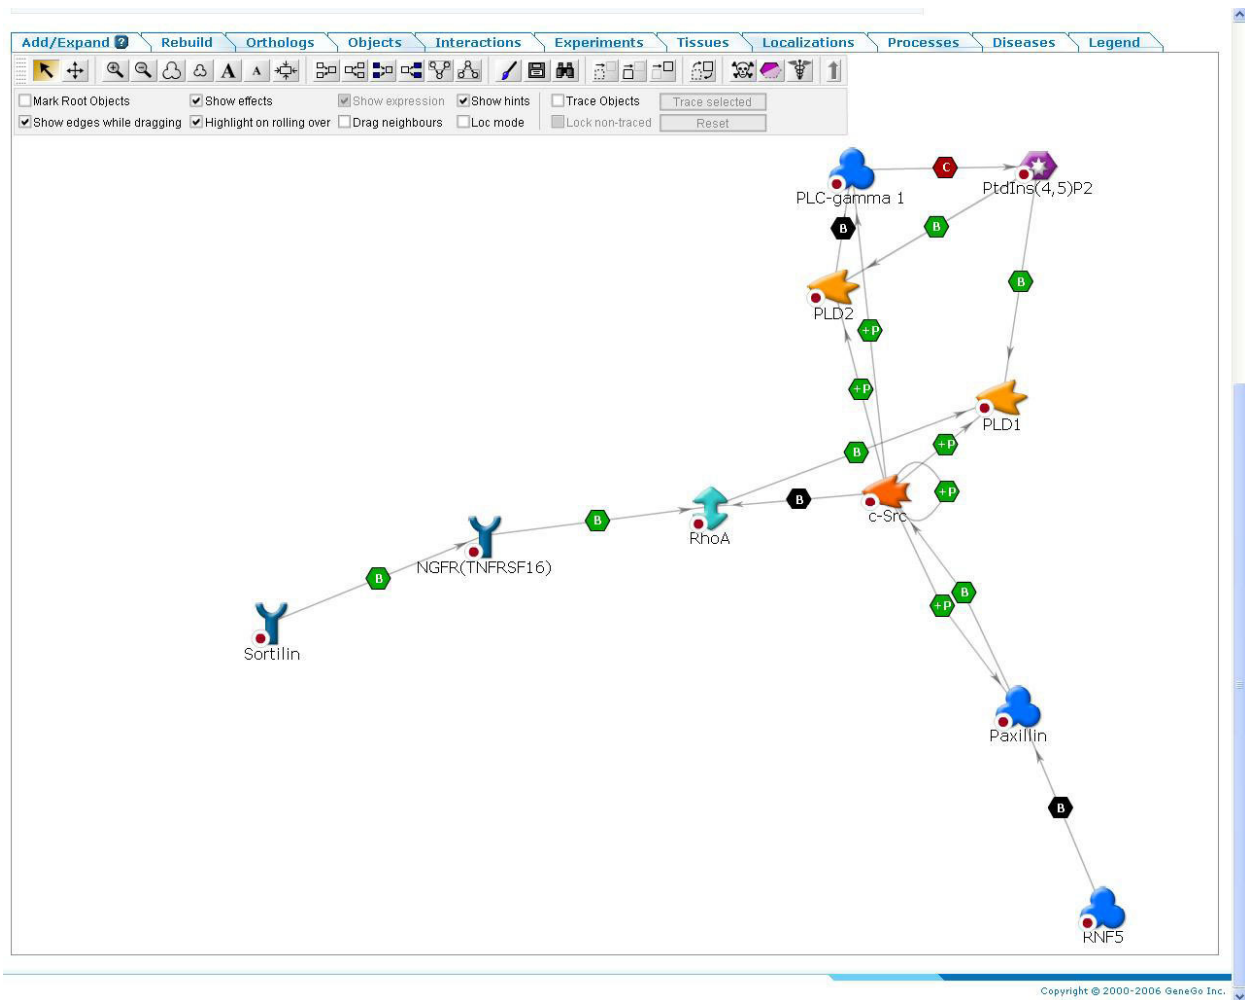 Add/Expand ? Rebuild Orthologs Objects Interactions Experiments Tissues Localizations Processes Diseases Legend
A A
Mark Root Objects Show effects Show expression Show hints Trace Objects Trace selected
Show edges while dragging Highlight on rolling over Drag neighbours Loc mode Lock non-traced Reset
C
PLC-gamma 1 PtdIns(4,5)P2
B B
B
PLD2
+P
+P
PLD1
B +P
B +P
c-Src
B RhoA
NGFR(TNFRSF16)
B
+P B
Sortilin
Paxillin
B
RNF5
Copyright © 2000-2006 GeneGo Inc.